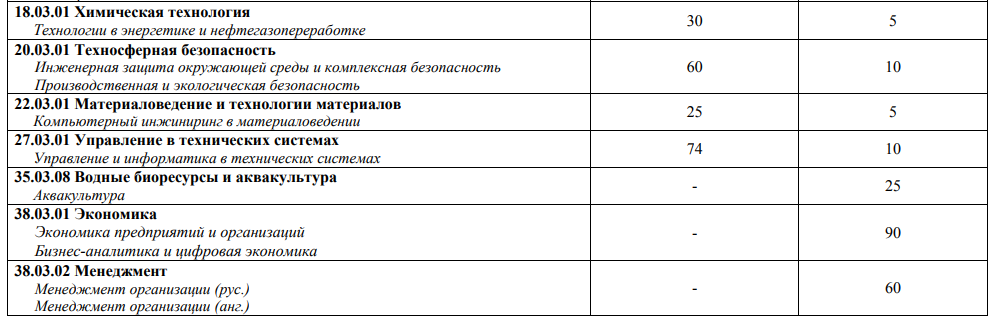 18.03.01 Химическая технология
Технологии в энергетике и нефтегазопереработке
30
5
20.03.01 Техносферная безопасность
Инженерная защита окружающей среды и комплексная безопасность
Производственная и экологическая безопасность
60
10
22.03.01 Материаловедение и технологии материалов
Компьютерный инжиниринг в материаловедении
25
5
27.03.01 Управление в технических системах
Управление и информатика в технических системах
74
10
35.03.08 Водные биоресурсы и аквакультура
Аквакультура
-
25
38.03.01 Экономика
Экономика предприятий и организаций
Бизнес-аналитика и цифровая экономика
-
90
38.03.02 Менеджмент
Менеджмент организации (рус.)
Менеджмент организации (анг.)
-
60